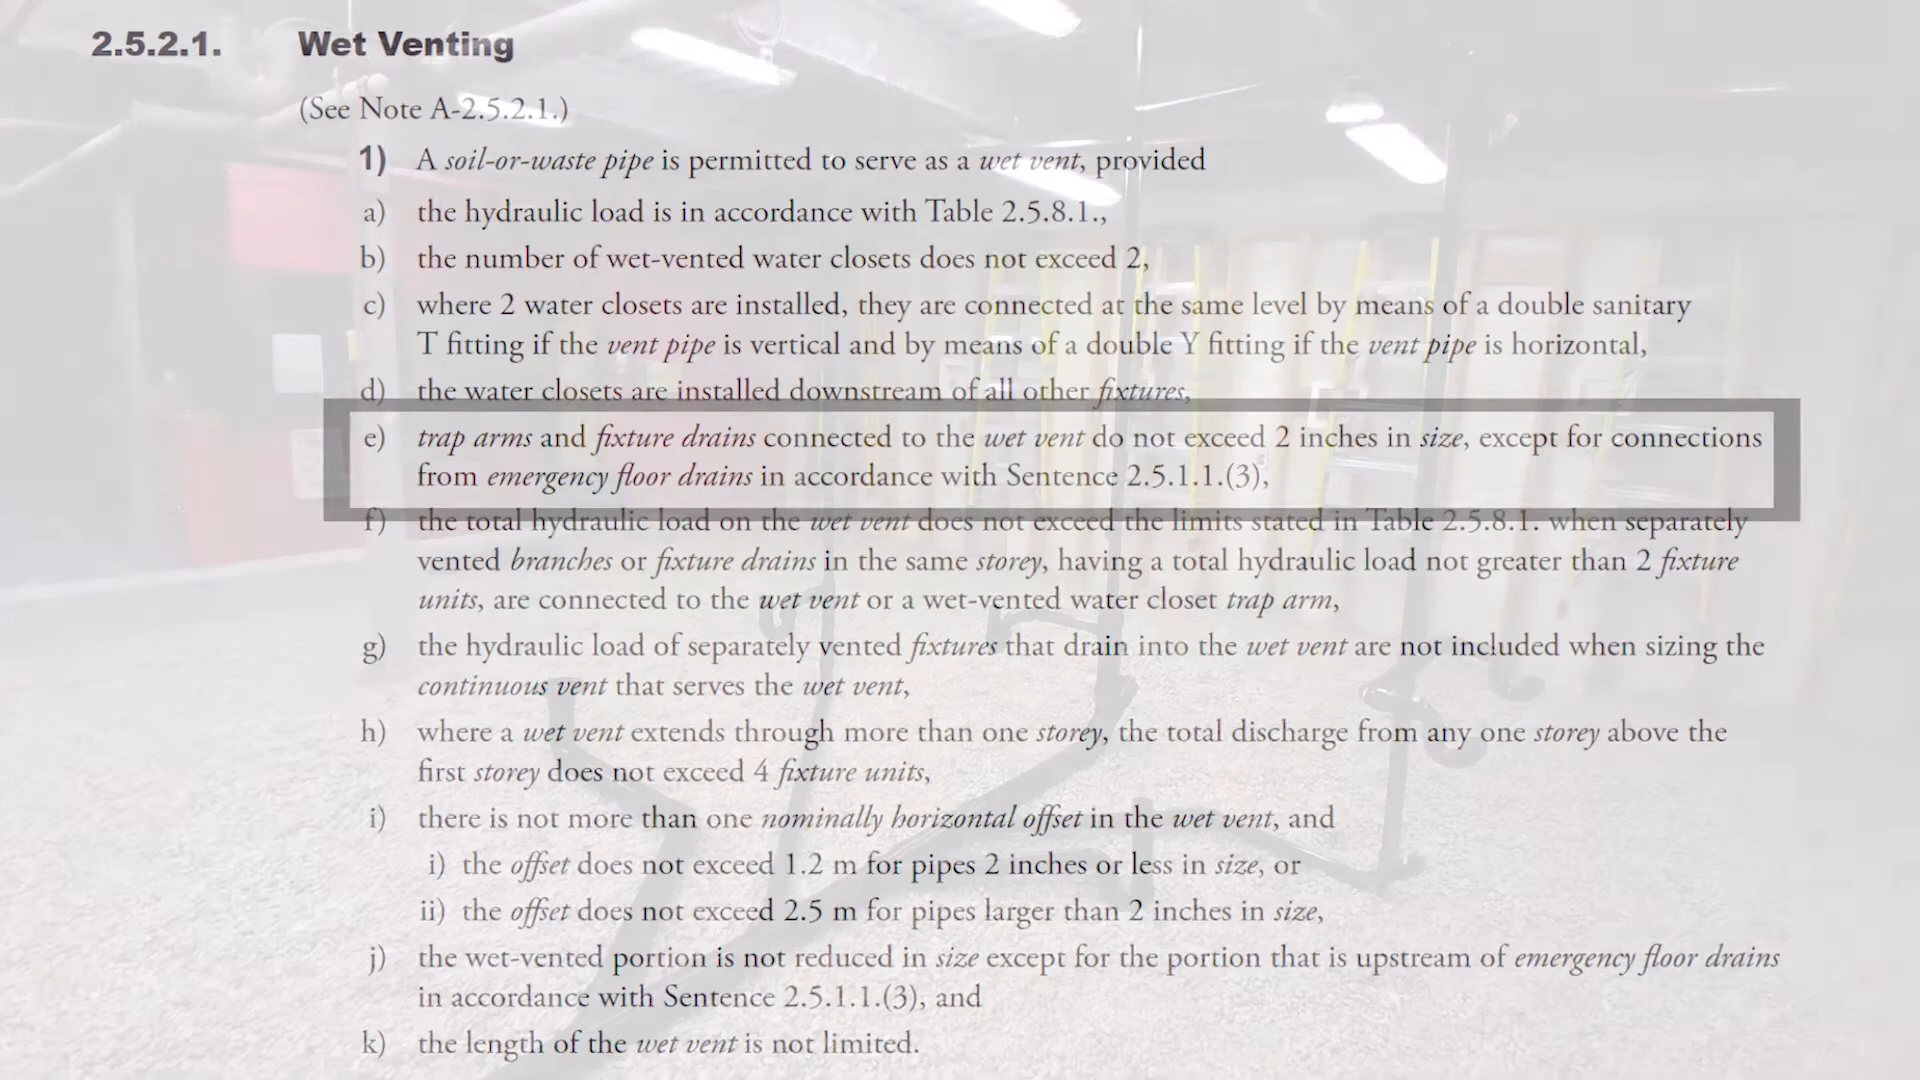 2.5.2.1. Wet Venting
(See Note A-2.5.2.1.)
1) A soil-or-waste pipe is permitted to serve as a wet vent, provided
a) the hydraulic load is in accordance with Table 2.5.8.1.,
b) the number of wet-vented water closets does not exceed 2,
c) where 2 water closets are installed, they are connected at the same level by means of a double sanitary
T fitting if the vent pipe is vertical and by means of a double Y fitting if the vent pipe is horizontal,
d) the water closets are installed downstream of all other fixtures,
e) trap arms and fixture drains connected to the wet vent do not exceed 2 inches in size, except for connections
from emergency floor drains in accordance with Sentence 2.5.1.1.(3),
f) the total hydraulic load on the wet vent does not exceed the limits stated in Table 2.5.8.1. when separately
vented branches or fixture drains in the same storey, having a total hydraulic load not greater than 2 fixture
units, are connected to the wet vent or a wet-vented water closet trap arm,
g) the hydraulic load of separately vented fixtures that drain into the wet vent are not included when sizing the
continuous vent that serves the wet vent,
h) where a wet vent extends through more than one storey, the total discharge from any one storey above the
first storey does not exceed 4 fixture units,
i) there is not more than one nominally horizontal offset in the wet vent, and
i) the offset does not exceed 1.2 m for pipes 2 inches or less in size, or
ii) the offset does not exceed 2.5 m for pipes larger than 2 inches in size,
j) the wet-vented portion is not reduced in size except for the portion that is upstream of emergency floor drains
in accordance with Sentence 2.5.1.1.(3), and
k) the length of the wet vent is not limited.